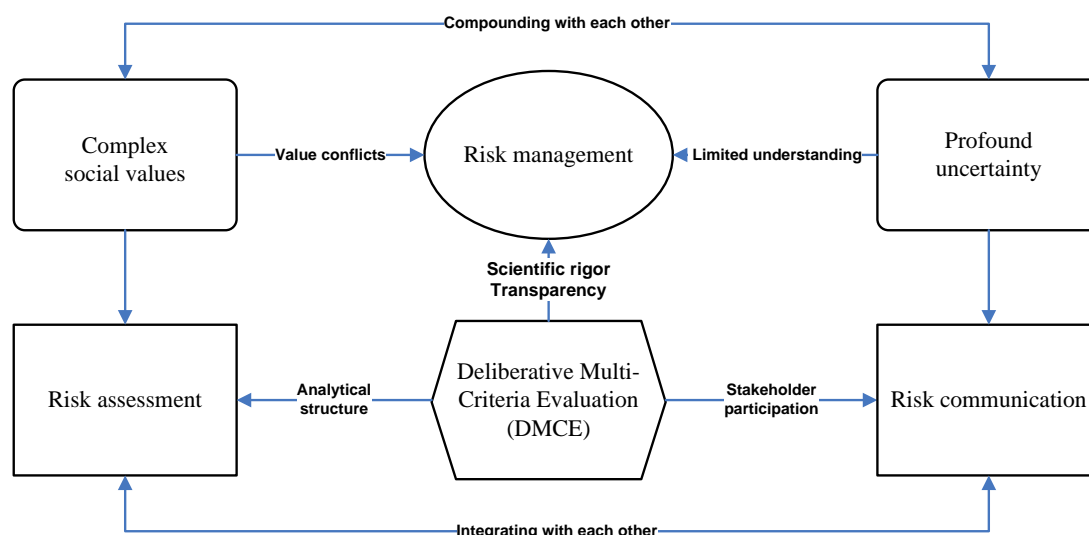 Compounding with each other
Complex
social values
Value conflicts
Risk management
Limited understanding
Profound
uncertainty
Scientific rigor
Transparency
Risk assessment
Analytical
structure
Deliberative Multi-
Criteria Evaluation
(DMCE)
Stakeholder
participation
Risk communication
Integrating with each other